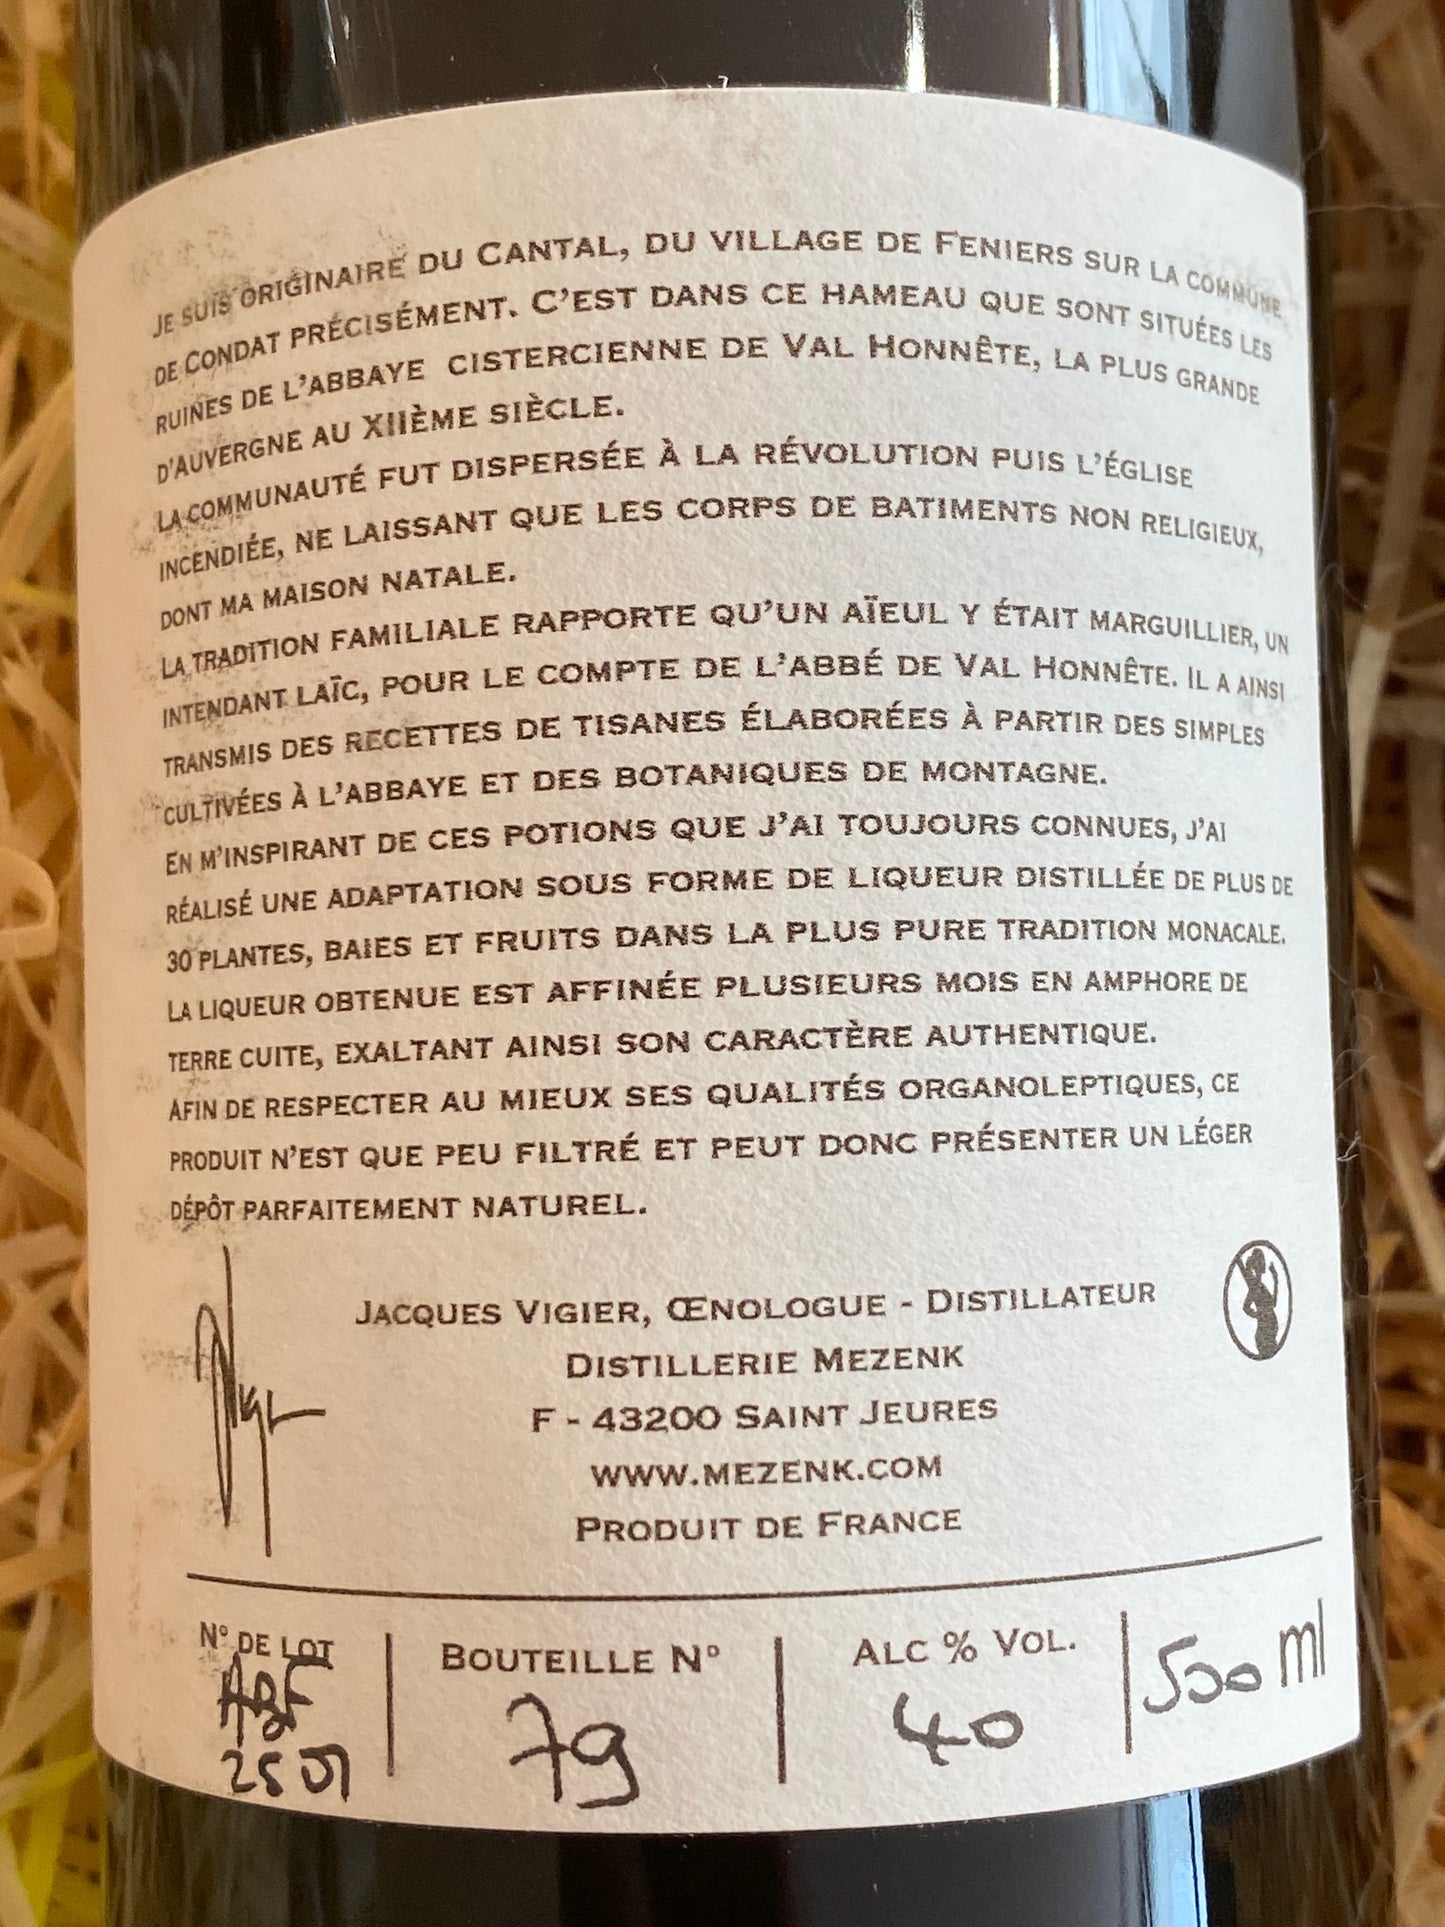 Je suis originaire du Cantal, du village de Feniers sur la commune
de Condat précisément. C'est dans ce hameau que sont situées les
ruines de l'abbaye cistercienne de Val Honnête, la plus grande
d'Auvergne au XIIème siècle.
La communauté fut dispersée à la Révolution puis l'église
incendiée, ne laissant que les corps de batiments non religieux,
dont ma maison natale.
La tradition familiale rapporte qu'un aïeul y était marguillier, un
intendant laïc, pour le compte de l'abbé de Val Honnête. Il a ainsi
transmis des recettes de tisanes élaborées à partir des simples
cultivées à l'abbaye et des botaniques de montagne.
En m'inspirant de ces potions que j'ai toujours connues, j'ai
réalisé une adaptation sous forme de liqueur distillée de plus de
30 plantes, baies et fruits dans la plus pure tradition monacale.
La liqueur obtenue est affinée plusieurs mois en amphore de
terre cuite, exaltant ainsi son caractère authentique.
Afin de respecter au mieux ses qualités organoleptiques, ce
produit n'est que peu filtré et peut donc présenter un léger
dépôt parfaitement naturel.
Jacques Vigier, Œnologue - Distillateur
Distillerie Mezenk
F - 43200 Saint Jeures
www.mezenk.com
Produit de France
N° de lot
Bouteille N°
79
Alc % Vol.
40
500 ml